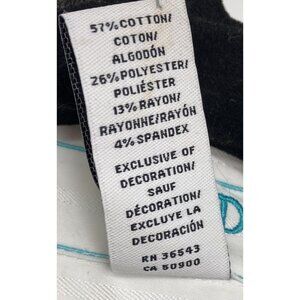 57% COTTON/
COTON/
ALGODÓN
26% POLYESTER/
POLIÉSTER
13% RAYON/
RAYONNE/RAYÓN
4% SPANDEX
EXCLUSIVE OF
DECORATION/
SAUF
DÉCORATION/
EXCLUYE LA
DECORACIÓN
RN 36543
CA 50900